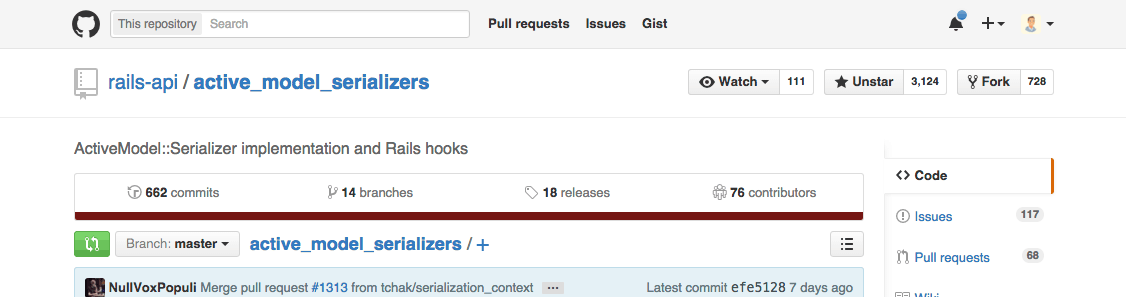 This repository Search Pull requests Issues Gist
rails-api / active_model_serializers Watch 111 Unstar 3,124 Fork 728
ActiveModel::Serializer implementation and Rails hooks
662 commits 14 branches 18 releases 76 contributors
Code
Issues 117
Branch: master active_model_serializers / +
Pull requests 68
NullVoxPopuli Merge pull request #1313 from tchak/serialization_context ... Latest commit efe5128 7 days ago
Wiki